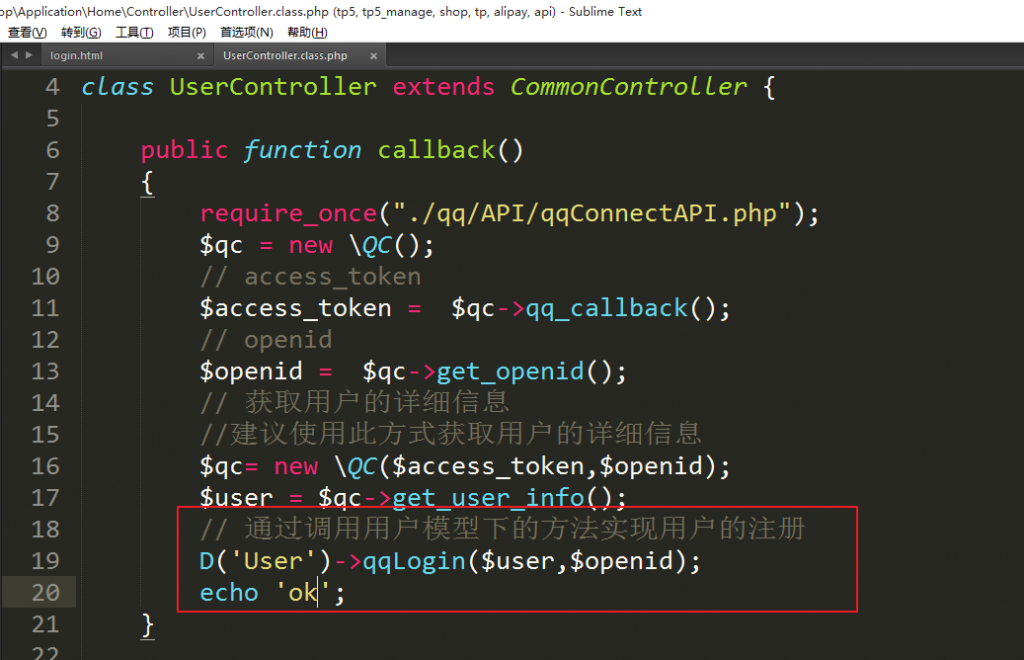 op\Application\Home\Controller\UserController.class.php (tp5, tp5_manage, shop, tp, alipay, api) - Sublime Text
查看(V) 转到(G) 工具(T) 项目(P) 首选项(N) 帮助(H)
login.html × UserController.class.php ×
4 class UserController extends CommonController {
5
6 public function callback()
7 {
8 require_once("./qq/API/qqConnectAPI.php");
9 $qc = new \QC();
10 // access_token
11 $access_token =  $qc->qq_callback();
12 // openid
13 $openid =  $qc->get_openid();
14 // 获取用户的详细信息
15 //建议使用此方式获取用户的详细信息
16 $qc= new \QC($access_token,$openid);
17 $user = $qc->get_user_info();
18 // 通过调用用户模型下的方法实现用户的注册
19 D('User')->qqLogin($user,$openid);
20 echo 'ok';
21 }
22